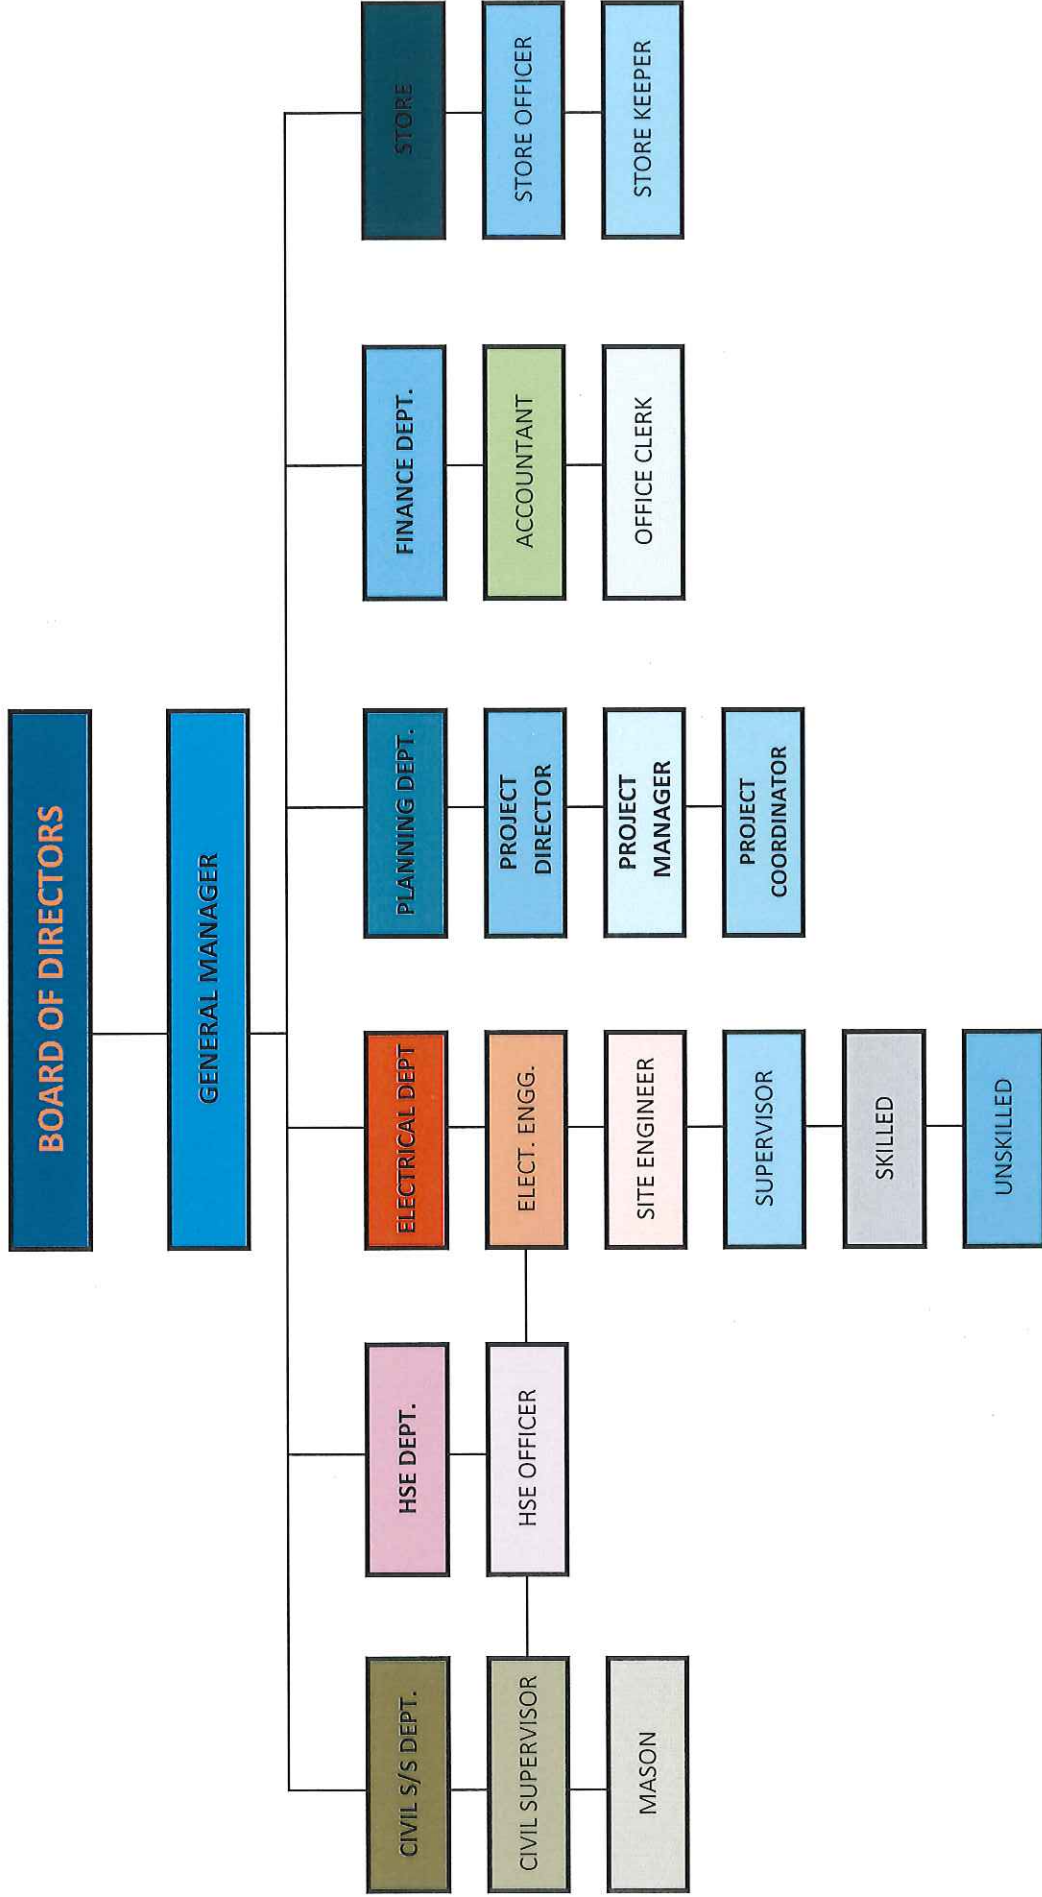 BOARD OF DIRECTORS
GENERAL MANAGER
CIVIL S/S DEPT.
HSE DEPT.
ELECTRICAL DEPT
PLANNING DEPT.
FINANCE DEPT.
STORE
CIVIL SUPERVISOR
HSE OFFICER
ELECT. ENGG.
PROJECT
DIRECTOR
ACCOUNTANT
STORE OFFICER
MASON
SITE ENGINEER
PROJECT
MANAGER
OFFICE CLERK
STORE KEEPER
SUPERVISOR
PROJECT
COORDINATOR
SKILLED
UNSKILLED